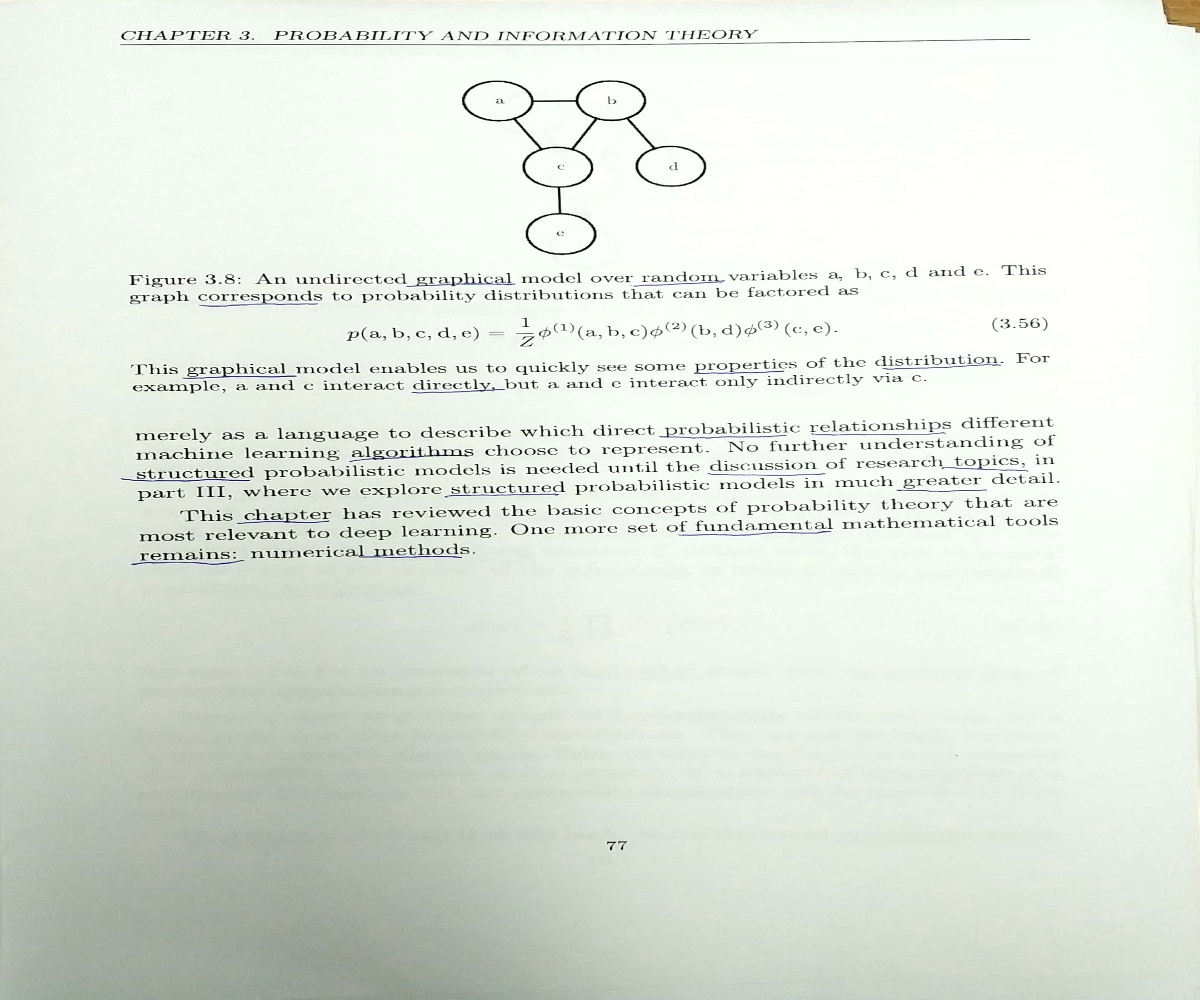 CHAPTER 3. PROBABILITY AND INFORMATION THEORY
a b
c d
e
Figure 3.8: An undirected graphical model over random variables a, b, c, d and e. This
graph corresponds to probability distributions that can be factored as
p(a, b, c, d, e) = 1/Z ϕ(1)(a, b, c)ϕ(2)(b, d)ϕ(3)(c, e). (3.56)
This graphical model enables us to quickly see some properties of the distribution. For
example, a and c interact directly, but a and e interact only indirectly via c.
merely as a language to describe which direct probabilistic relationships different
machine learning algorithms choose to represent. No further understanding of
structured probabilistic models is needed until the discussion of research topics, in
part III, where we explore structured probabilistic models in much greater detail.
This chapter has reviewed the basic concepts of probability theory that are
most relevant to deep learning. One more set of fundamental mathematical tools
remains: numerical methods.
77